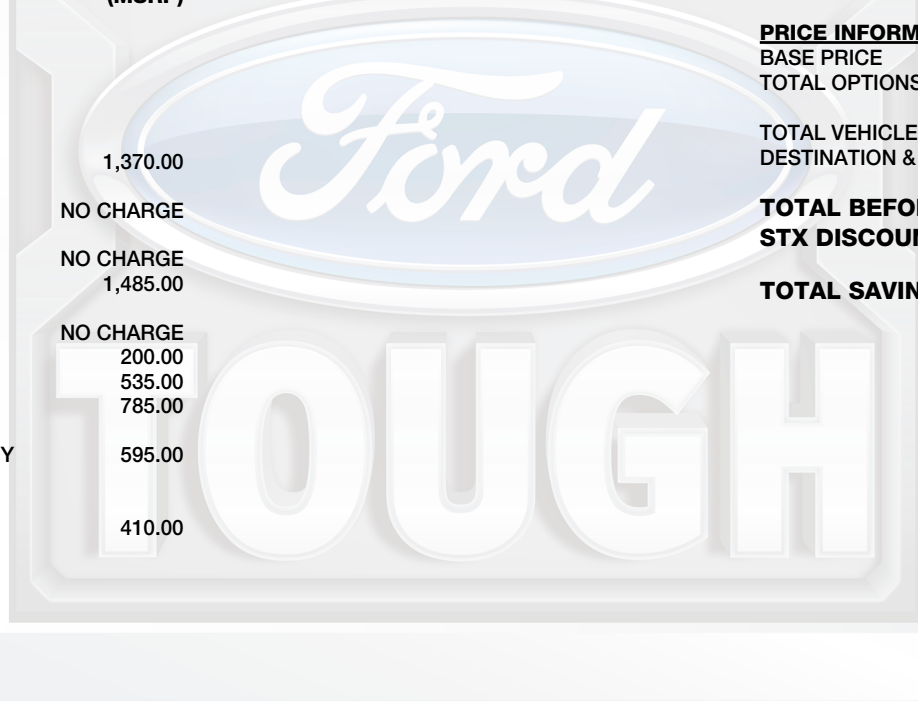 (MSRP)
1,370.00
NO CHARGE
NO CHARGE
1,485.00
NO CHARGE
200.00
535.00
785.00
Y 595.00
410.00
PRICE INFORM
BASE PRICE
TOTAL OPTIONS
TOTAL VEHICLE
DESTINATION &
TOTAL BEFO
STX DISCOUN
TOTAL SAVIN
Ford
TOUGH